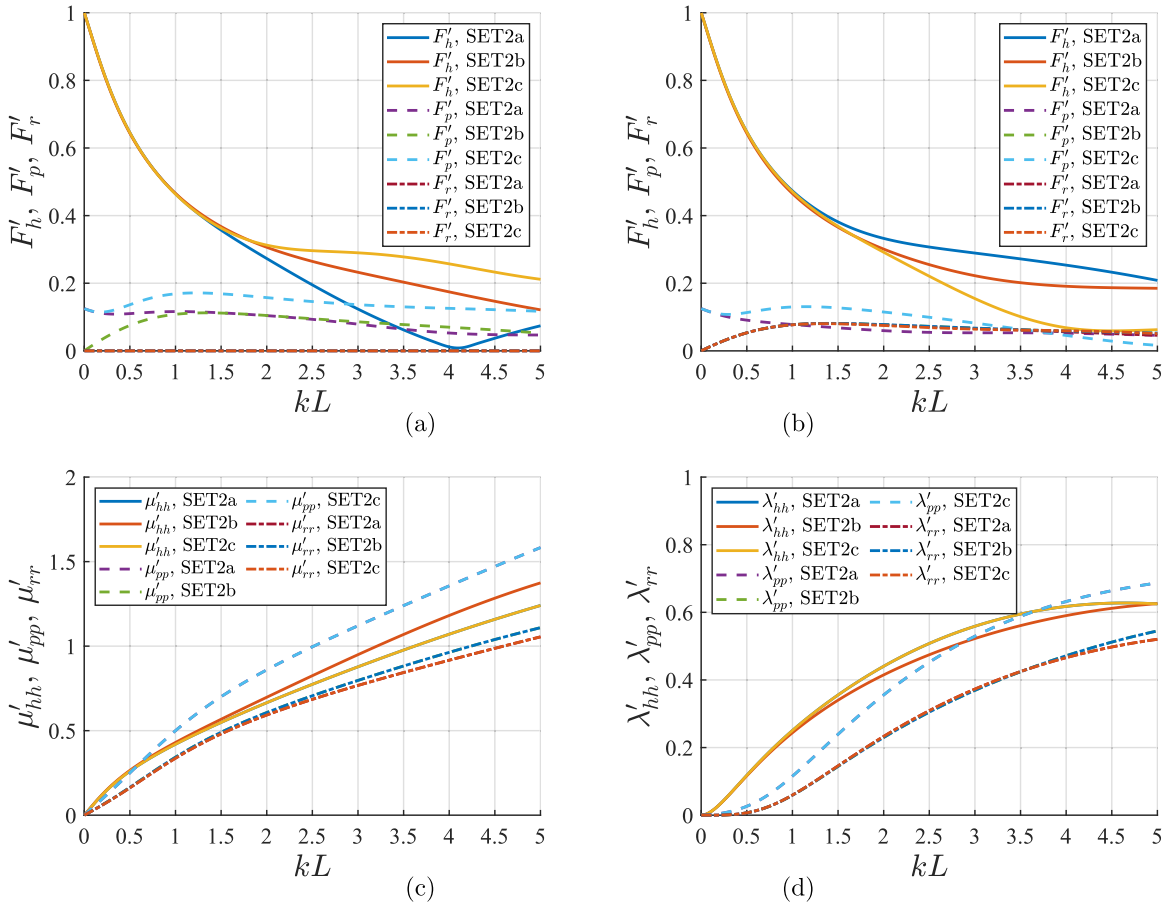 F′h, F′p, F′r
1
0.8
0.6
0.4
0.2
0
F′h, SET2a
F′h, SET2b
F′h, SET2c
F′p, SET2a
F′p, SET2b
F′p, SET2c
F′r, SET2a
F′r, SET2b
F′r, SET2c
0 0.5 1 1.5 2 2.5 3 3.5 4 4.5 5
kL
(a)
F′h, F′p, F′r
1
0.8
0.6
0.4
0.2
0
F′h, SET2a
F′h, SET2b
F′h, SET2c
F′p, SET2a
F′p, SET2b
F′p, SET2c
F′r, SET2a
F′r, SET2b
F′r, SET2c
0 0.5 1 1.5 2 2.5 3 3.5 4 4.5 5
kL
(b)
μ′hh, μ′pp, μ′rr
2
1.5
1
0.5
0
μ′hh, SET2a μ′pp, SET2c
μ′hh, SET2b μ′rr, SET2a
μ′hh, SET2c μ′rr, SET2b
μ′pp, SET2a μ′rr, SET2c
μ′pp, SET2b
0 0.5 1 1.5 2 2.5 3 3.5 4 4.5 5
kL
(c)
λ′hh, λ′pp, λ′rr
1
0.8
0.6
0.4
0.2
0
λ′hh, SET2a λ′pp, SET2c
λ′hh, SET2b λ′rr, SET2a
λ′hh, SET2c λ′rr, SET2b
λ′pp, SET2a λ′rr, SET2c
λ′pp, SET2b
0 0.5 1 1.5 2 2.5 3 3.5 4 4.5 5
kL
(d)